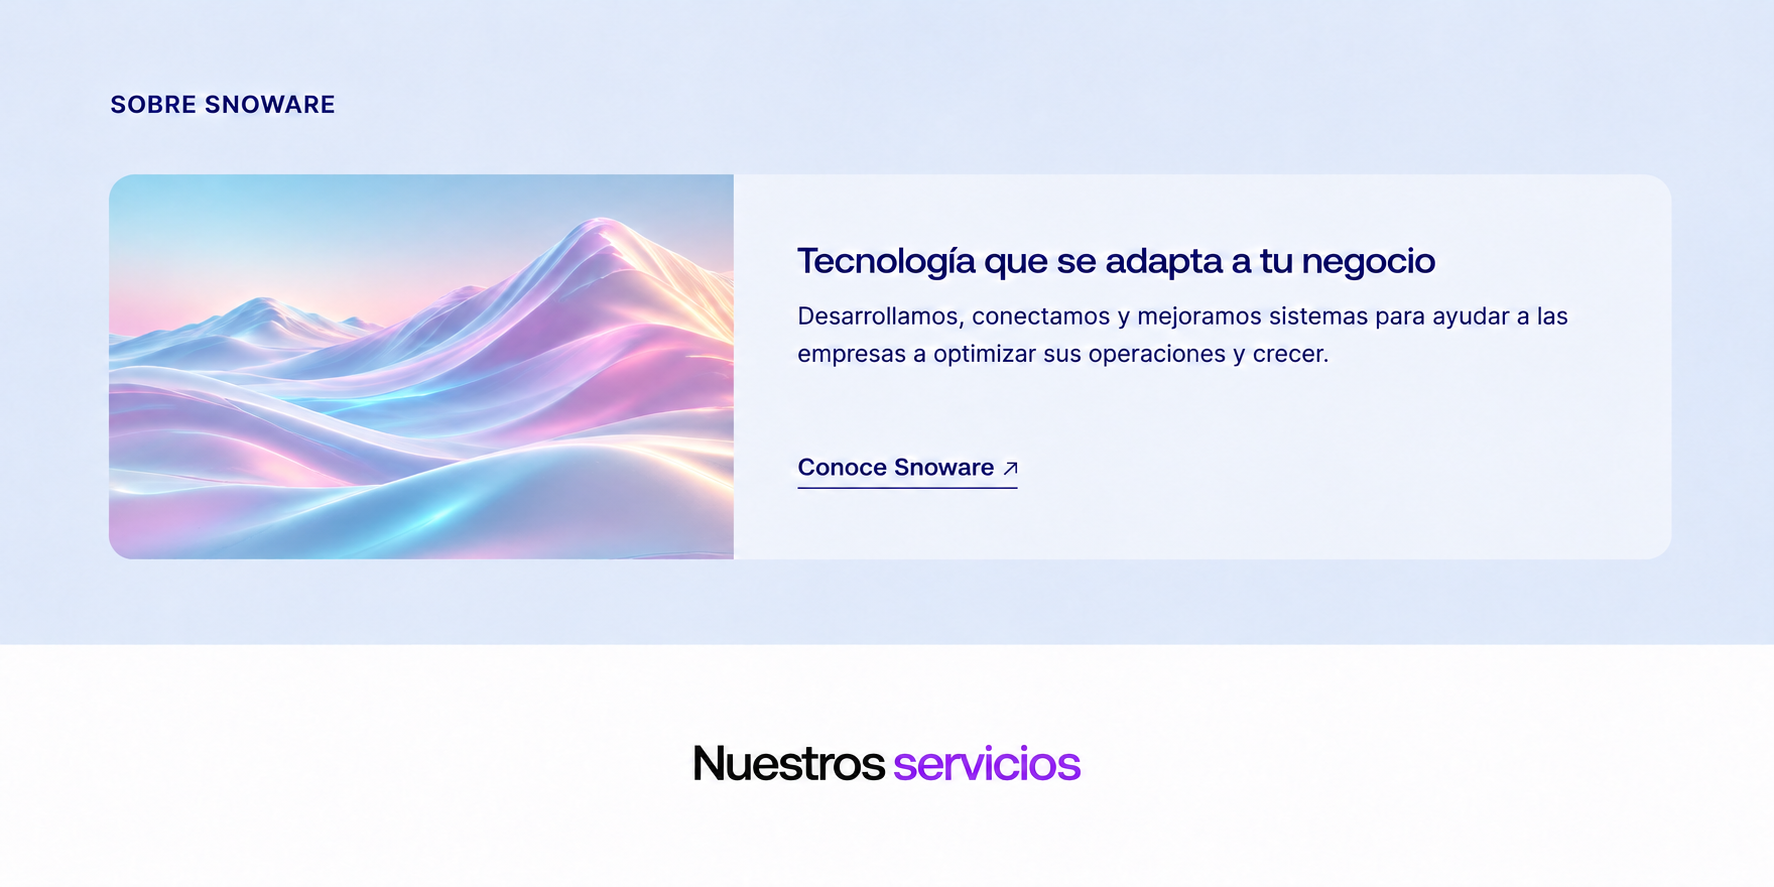 SOBRE SNOWARE
Tecnología que se adapta a tu negocio
Desarrollamos, conectamos y mejoramos sistemas para ayudar a las
empresas a optimizar sus operaciones y crecer.
Conoce Snoware ↗
Nuestros servicios